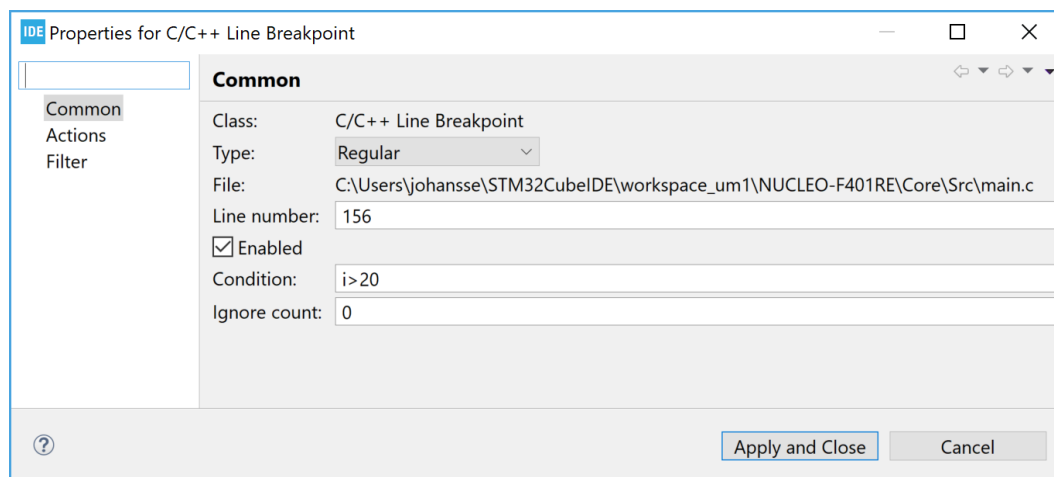 IDE Properties for C/C++ Line Breakpoint
Common
Actions
Filter
Common
Class: C/C++ Line Breakpoint
Type: Regular
File: C:\Users\johansse\STM32CubeIDE\workspace_um1\NUCLEO-F401RE\Core\Src\main.c
Line number: 156
Enabled
Condition: i>20
Ignore count: 0
?
Apply and Close Cancel